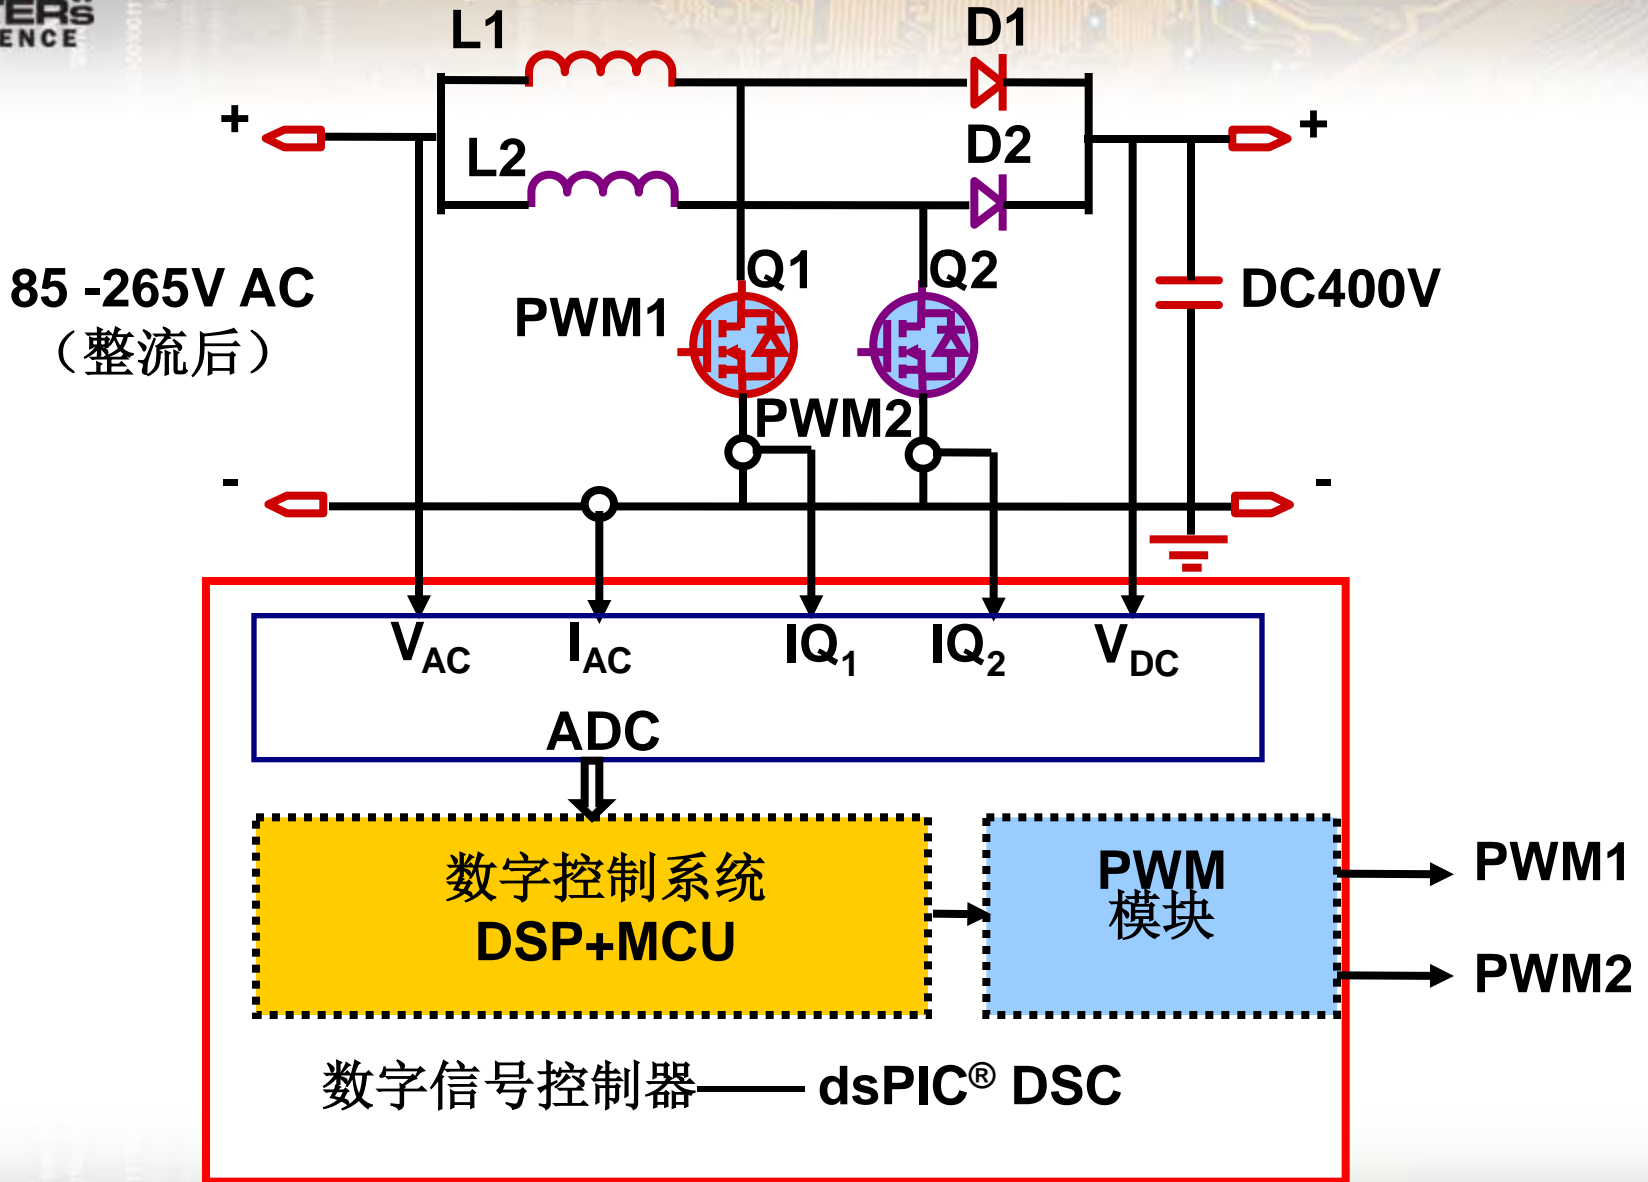 ENCE
L1
D1
+
+
L2
D2
85 -265V AC
（整流后）
Q1
Q2
PWM1
DC400V
PWM2
-
-
VAC
IAC
IQ1
IQ2
VDC
ADC
数字控制系统
DSP+MCU
PWM
模块
PWM1
PWM2
数字信号控制器—— dsPIC® DSC